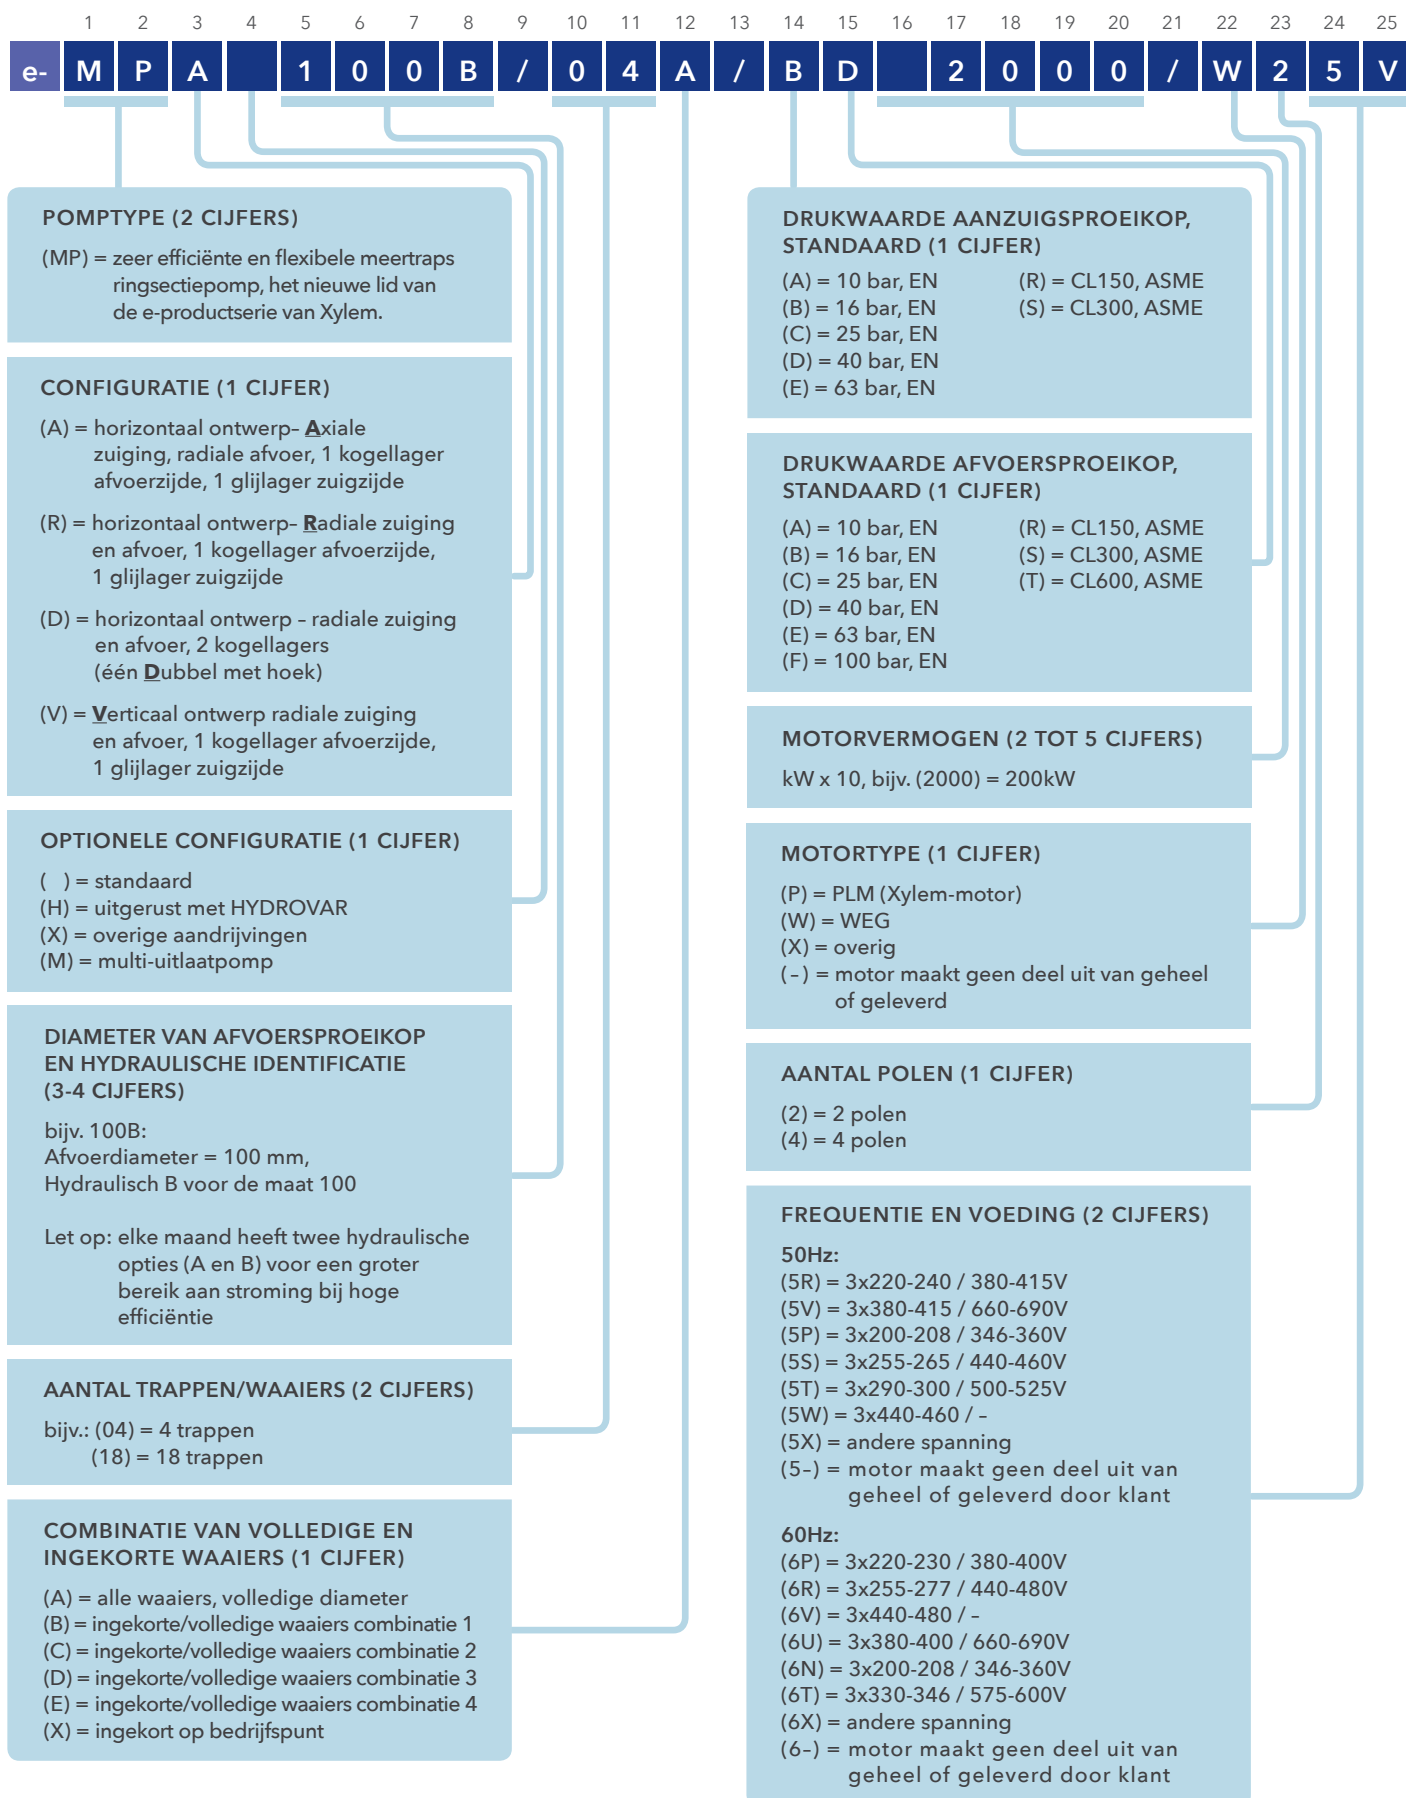 1 2 3 4 5 6 7 8 9 10 11 12 13 14 15 16 17 18 19 20 21 22 23 24 25
e- M P A 1 0 0 B / 0 4 A / B D 2 0 0 0 / W 2 5 V
POMPTYPE (2 CIJFERS)
(MP) = zeer efficiënte en flexibele meertraps
ringsectiepomp, het nieuwe lid van
de e-productserie van Xylem.
CONFIGURATIE (1 CIJFER)
(A) = horizontaal ontwerp– Axiale
zuiging, radiale afvoer, 1 kogellager
afvoerzijde, 1 glijlager zuigzijde
(R) = horizontaal ontwerp– Radiale zuiging
en afvoer, 1 kogellager afvoerzijde,
1 glijlager zuigzijde
(D) = horizontaal ontwerp – radiale zuiging
en afvoer, 2 kogellagers
(één Dubbel met hoek)
(V) = Verticaal ontwerp radiale zuiging
en afvoer, 1 kogellager afvoerzijde,
1 glijlager zuigzijde
OPTIONELE CONFIGURATIE (1 CIJFER)
( ) = standaard
(H) = uitgerust met HYDROVAR
(X) = overige aandrijvingen
(M) = multi-uitlaatpomp
DIAMETER VAN AFVOERSPROEIKOP
EN HYDRAULISCHE IDENTIFICATIE
(3-4 CIJFERS)
bijv. 100B:
Afvoerdiameter = 100 mm,
Hydraulisch B voor de maat 100
Let op: elke maand heeft twee hydraulische
opties (A en B) voor een groter
bereik aan stroming bij hoge
efficiëntie
AANTAL TRAPPEN/WAAIERS (2 CIJFERS)
bijv.: (04) = 4 trappen
(18) = 18 trappen
COMBINATIE VAN VOLLEDIGE EN
INGEKORTE WAAIERS (1 CIJFER)
(A) = alle waaiers, volledige diameter
(B) = ingekorte/volledige waaiers combinatie 1
(C) = ingekorte/volledige waaiers combinatie 2
(D) = ingekorte/volledige waaiers combinatie 3
(E) = ingekorte/volledige waaiers combinatie 4
(X) = ingekort op bedrijfspunt
DRUKWAARDE AANZUIGSPROEIKOP,
STANDAARD (1 CIJFER)
(A) = 10 bar, EN (R) = CL150, ASME
(B) = 16 bar, EN (S) = CL300, ASME
(C) = 25 bar, EN
(D) = 40 bar, EN
(E) = 63 bar, EN
DRUKWAARDE AFVOERSPROEIKOP,
STANDAARD (1 CIJFER)
(A) = 10 bar, EN (R) = CL150, ASME
(B) = 16 bar, EN (S) = CL300, ASME
(C) = 25 bar, EN (T) = CL600, ASME
(D) = 40 bar, EN
(E) = 63 bar, EN
(F) = 100 bar, EN
MOTORVERMOGEN (2 TOT 5 CIJFERS)
kW x 10, bijv. (2000) = 200kW
MOTORTYPE (1 CIJFER)
(P) = PLM (Xylem-motor)
(W) = WEG
(X) = overig
(–) = motor maakt geen deel uit van geheel
of geleverd
AANTAL POLEN (1 CIJFER)
(2) = 2 polen
(4) = 4 polen
FREQUENTIE EN VOEDING (2 CIJFERS)
50Hz:
(5R) = 3x220-240 / 380-415V
(5V) = 3x380-415 / 660-690V
(5P) = 3x200-208 / 346-360V
(5S) = 3x255-265 / 440-460V
(5T) = 3x290-300 / 500-525V
(5W) = 3x440-460 / –
(5X) = andere spanning
(5–) = motor maakt geen deel uit van
geheel of geleverd door klant
60Hz:
(6P) = 3x220-230 / 380-400V
(6R) = 3x255-277 / 440-480V
(6V) = 3x440-480 / –
(6U) = 3x380-400 / 660-690V
(6N) = 3x200-208 / 346-360V
(6T) = 3x330-346 / 575-600V
(6X) = andere spanning
(6–) = motor maakt geen deel uit van
geheel of geleverd door klant